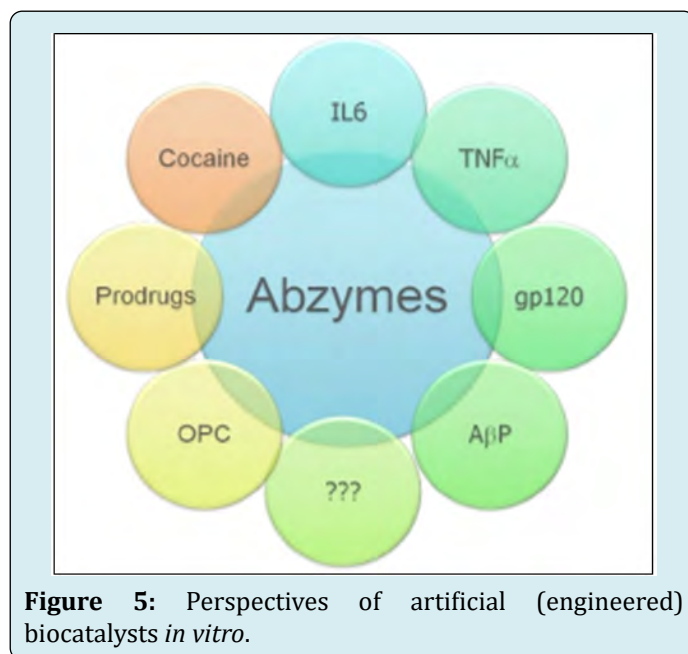 IL6
Cocaine
TNFα
Prodrugs
Abzymes
gp120
OPC
AβP
???
Figure 5: Perspectives of artificial (engineered)
biocatalysts in vitro.